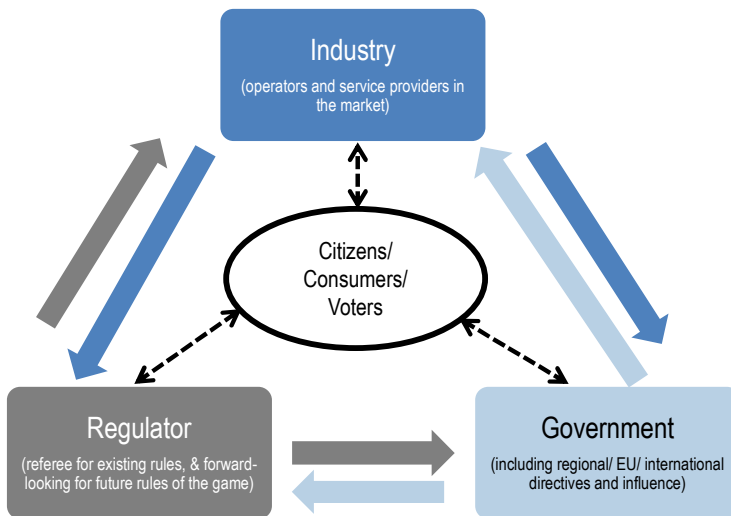 Industry
(operators and service providers in
the market)
Citizens/
Consumers/
Voters
Regulator
(referee for existing rules, & forward-
looking for future rules of the game)
Government
(including regional/ EU/ international
directives and influence)